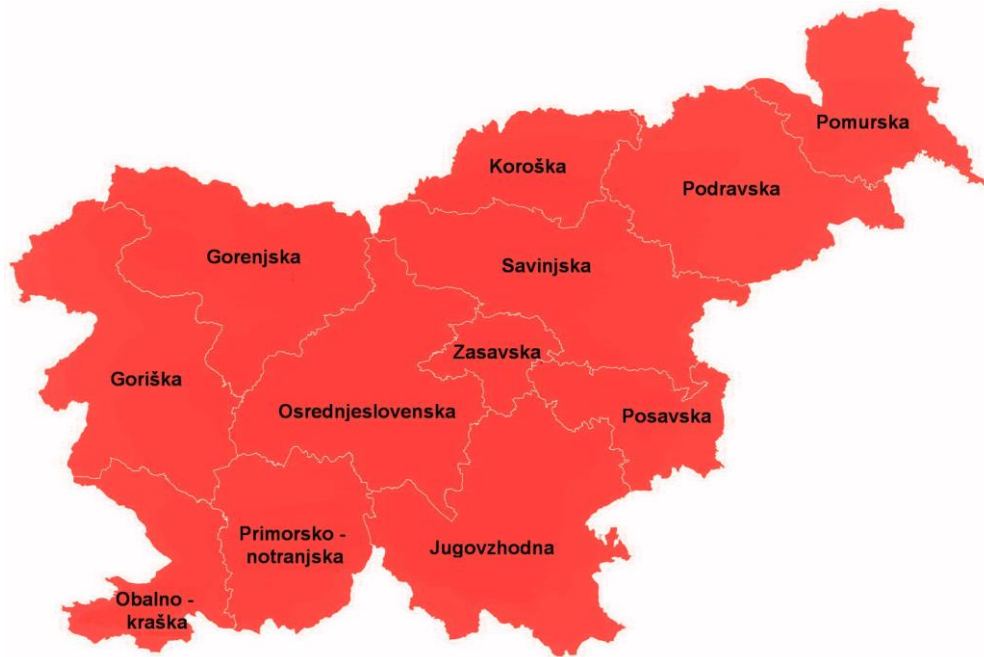 Pomurska
Koroška
Podravska
Gorenjska
Savinjska
Zasavska
Goriška
Osrednjeslovenska
Posavska
Primorsko -
notranjska
Jugovzhodna
Obalno -
kraška